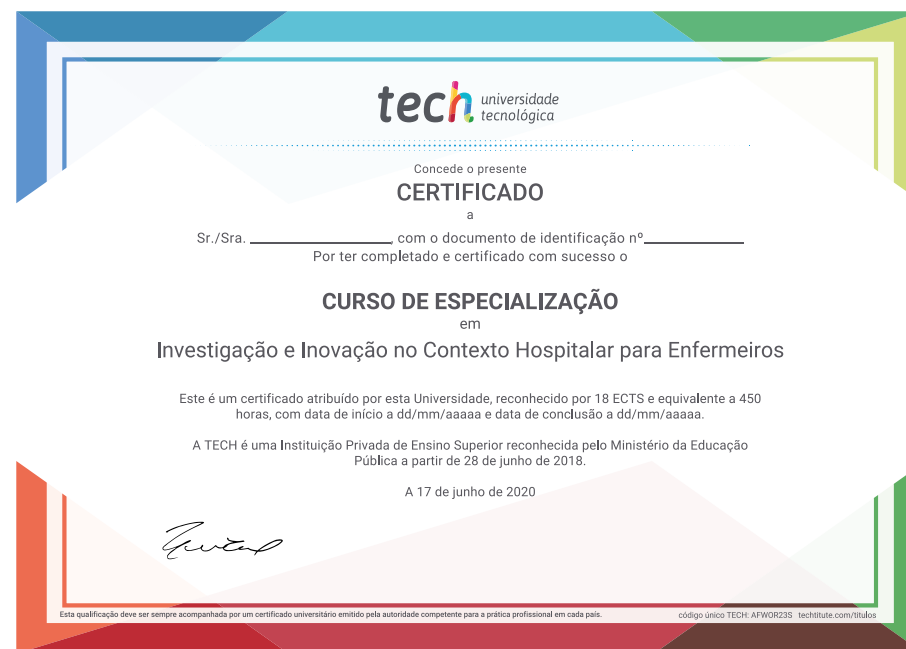 tech universidade
tecnológica
Concede o presente
CERTIFICADO
a
Sr./Sra. ____________________, com o documento de identificação nº______________
Por ter completado e certificado com sucesso o
CURSO DE ESPECIALIZAÇÃO
em
Investigação e Inovação no Contexto Hospitalar para Enfermeiros
Este é um certificado atribuído por esta Universidade, reconhecido por 18 ECTS e equivalente a 450
horas, com data de início a dd/mm/aaaaa e data de conclusão a dd/mm/aaaaa.
A TECH é uma Instituição Privada de Ensino Superior reconhecida pelo Ministério da Educação
Pública a partir de 28 de junho de 2018.
A 17 de junho de 2020
Esta qualificação deve ser sempre acompanhada por um certificado universitário emitido pela autoridade competente para a prática profissional em cada país.
código único TECH: AFWOR23S techtitute.com/titulos